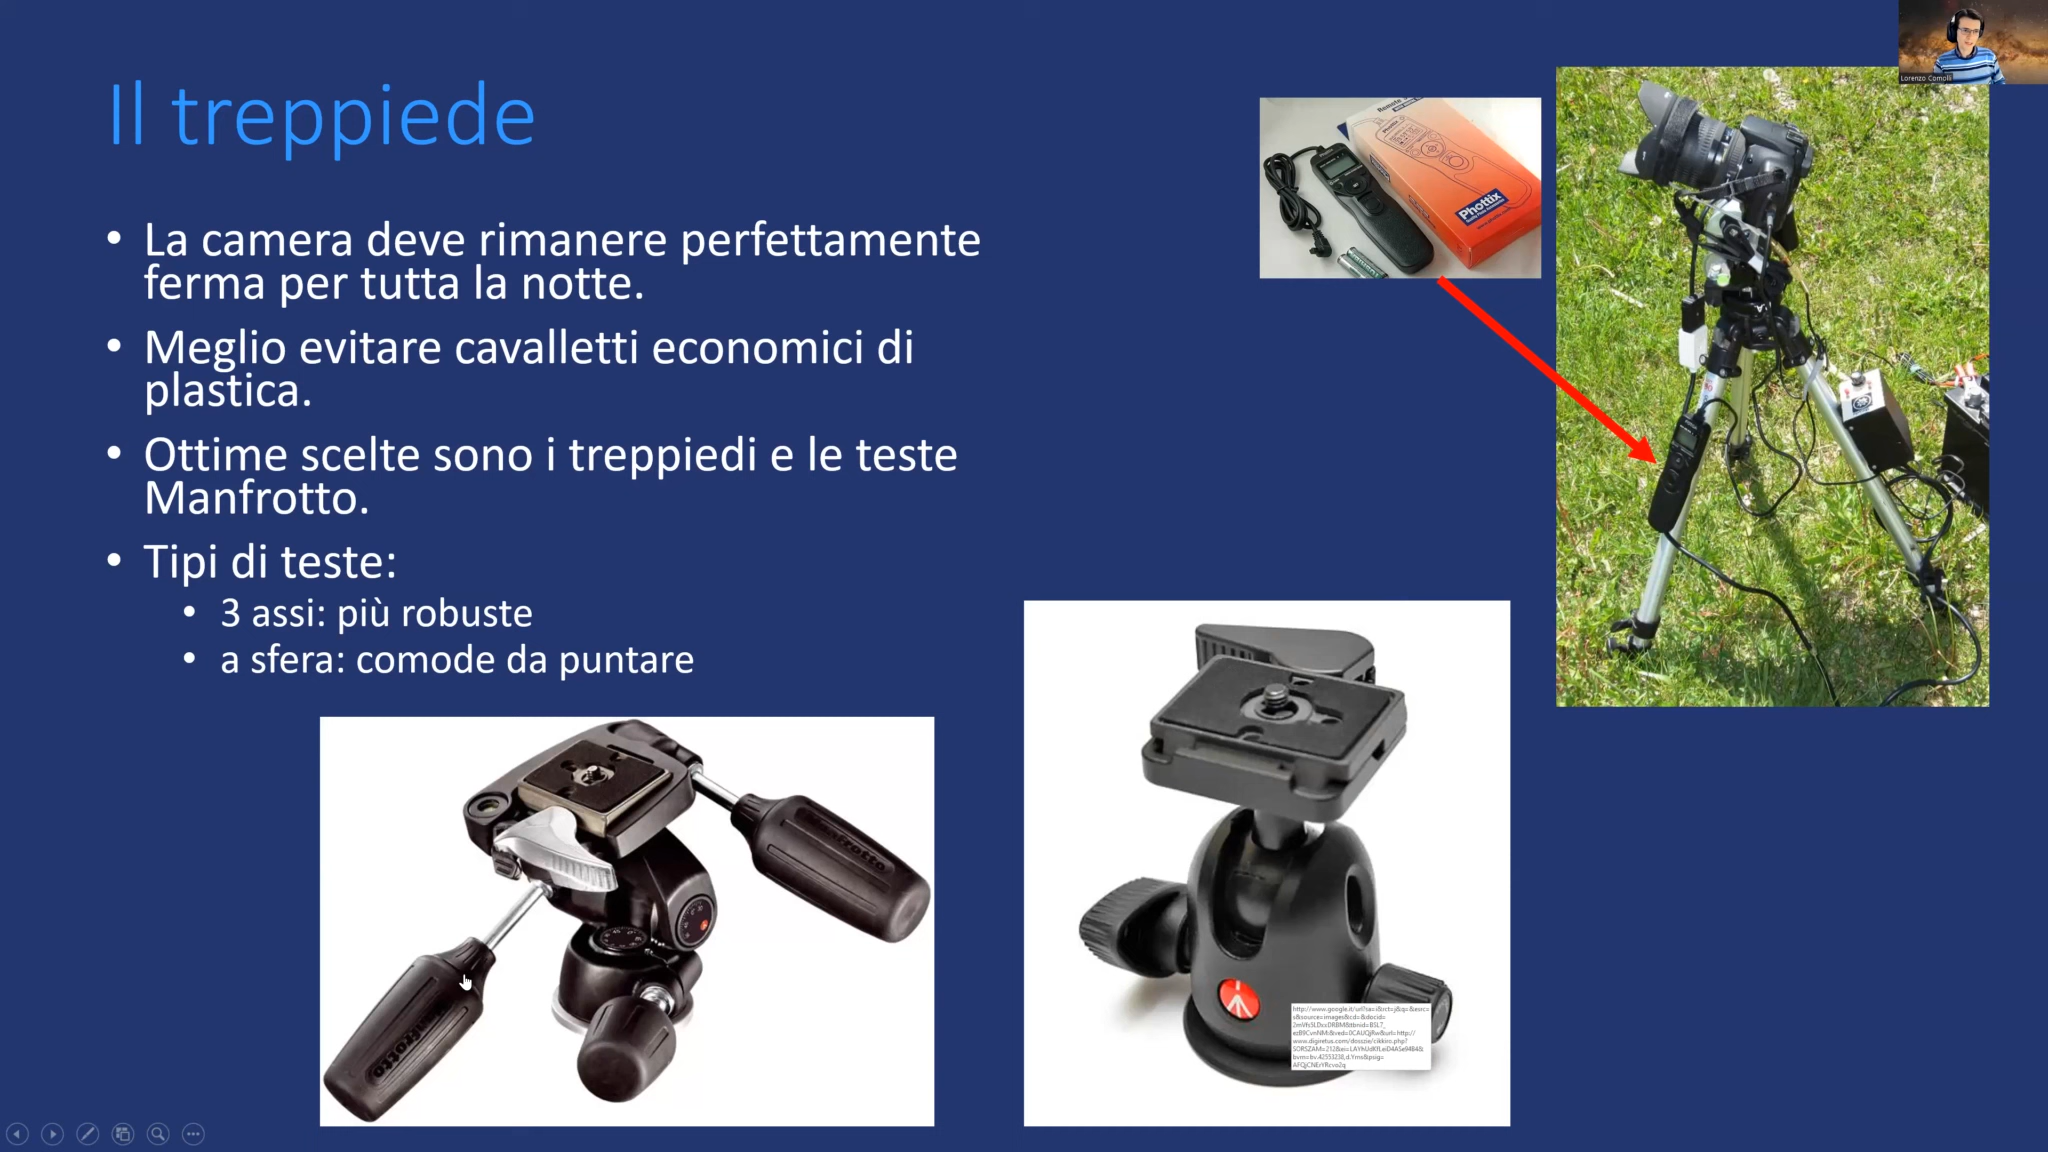 Il treppiede
• La camera deve rimanere perfettamente
ferma per tutta la notte.
• Meglio evitare cavalletti economici di
plastica.
• Ottime scelte sono i treppiedi e le teste
Manfrotto.
• Tipi di teste:
• 3 assi: più robuste
• a sfera: comode da puntare
Phottix
Lorenzo Comolli
Manfrotto
Manfrotto